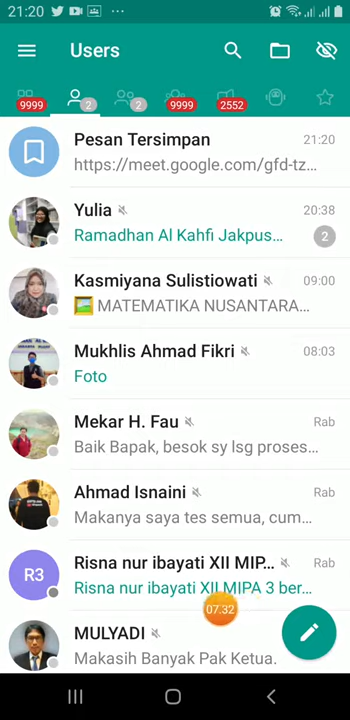 21:20
Users
9999
2
2
9999
2552
Pesan Tersimpan 21:20
https://meet.google.com/gfd-tz...
Yulia 20:38
Ramadhan Al Kahfi Jakpus... 2
Kasmiyana Sulistiowati 09:00
MATEMATIKA NUSANTARA...
Mukhlis Ahmad Fikri 08:03
Foto
Mekar H. Fau Rab
Baik Bapak, besok sy lsg proses...
Ahmad Isnaini Rab
Makanya saya tes semua, cum...
R3
Risna nur ibayati XII MIP... Rab
Risna nur ibayati XII MIPA 3 ber...
07.32
MULYADI
Makasih Banyak Pak Ketua.